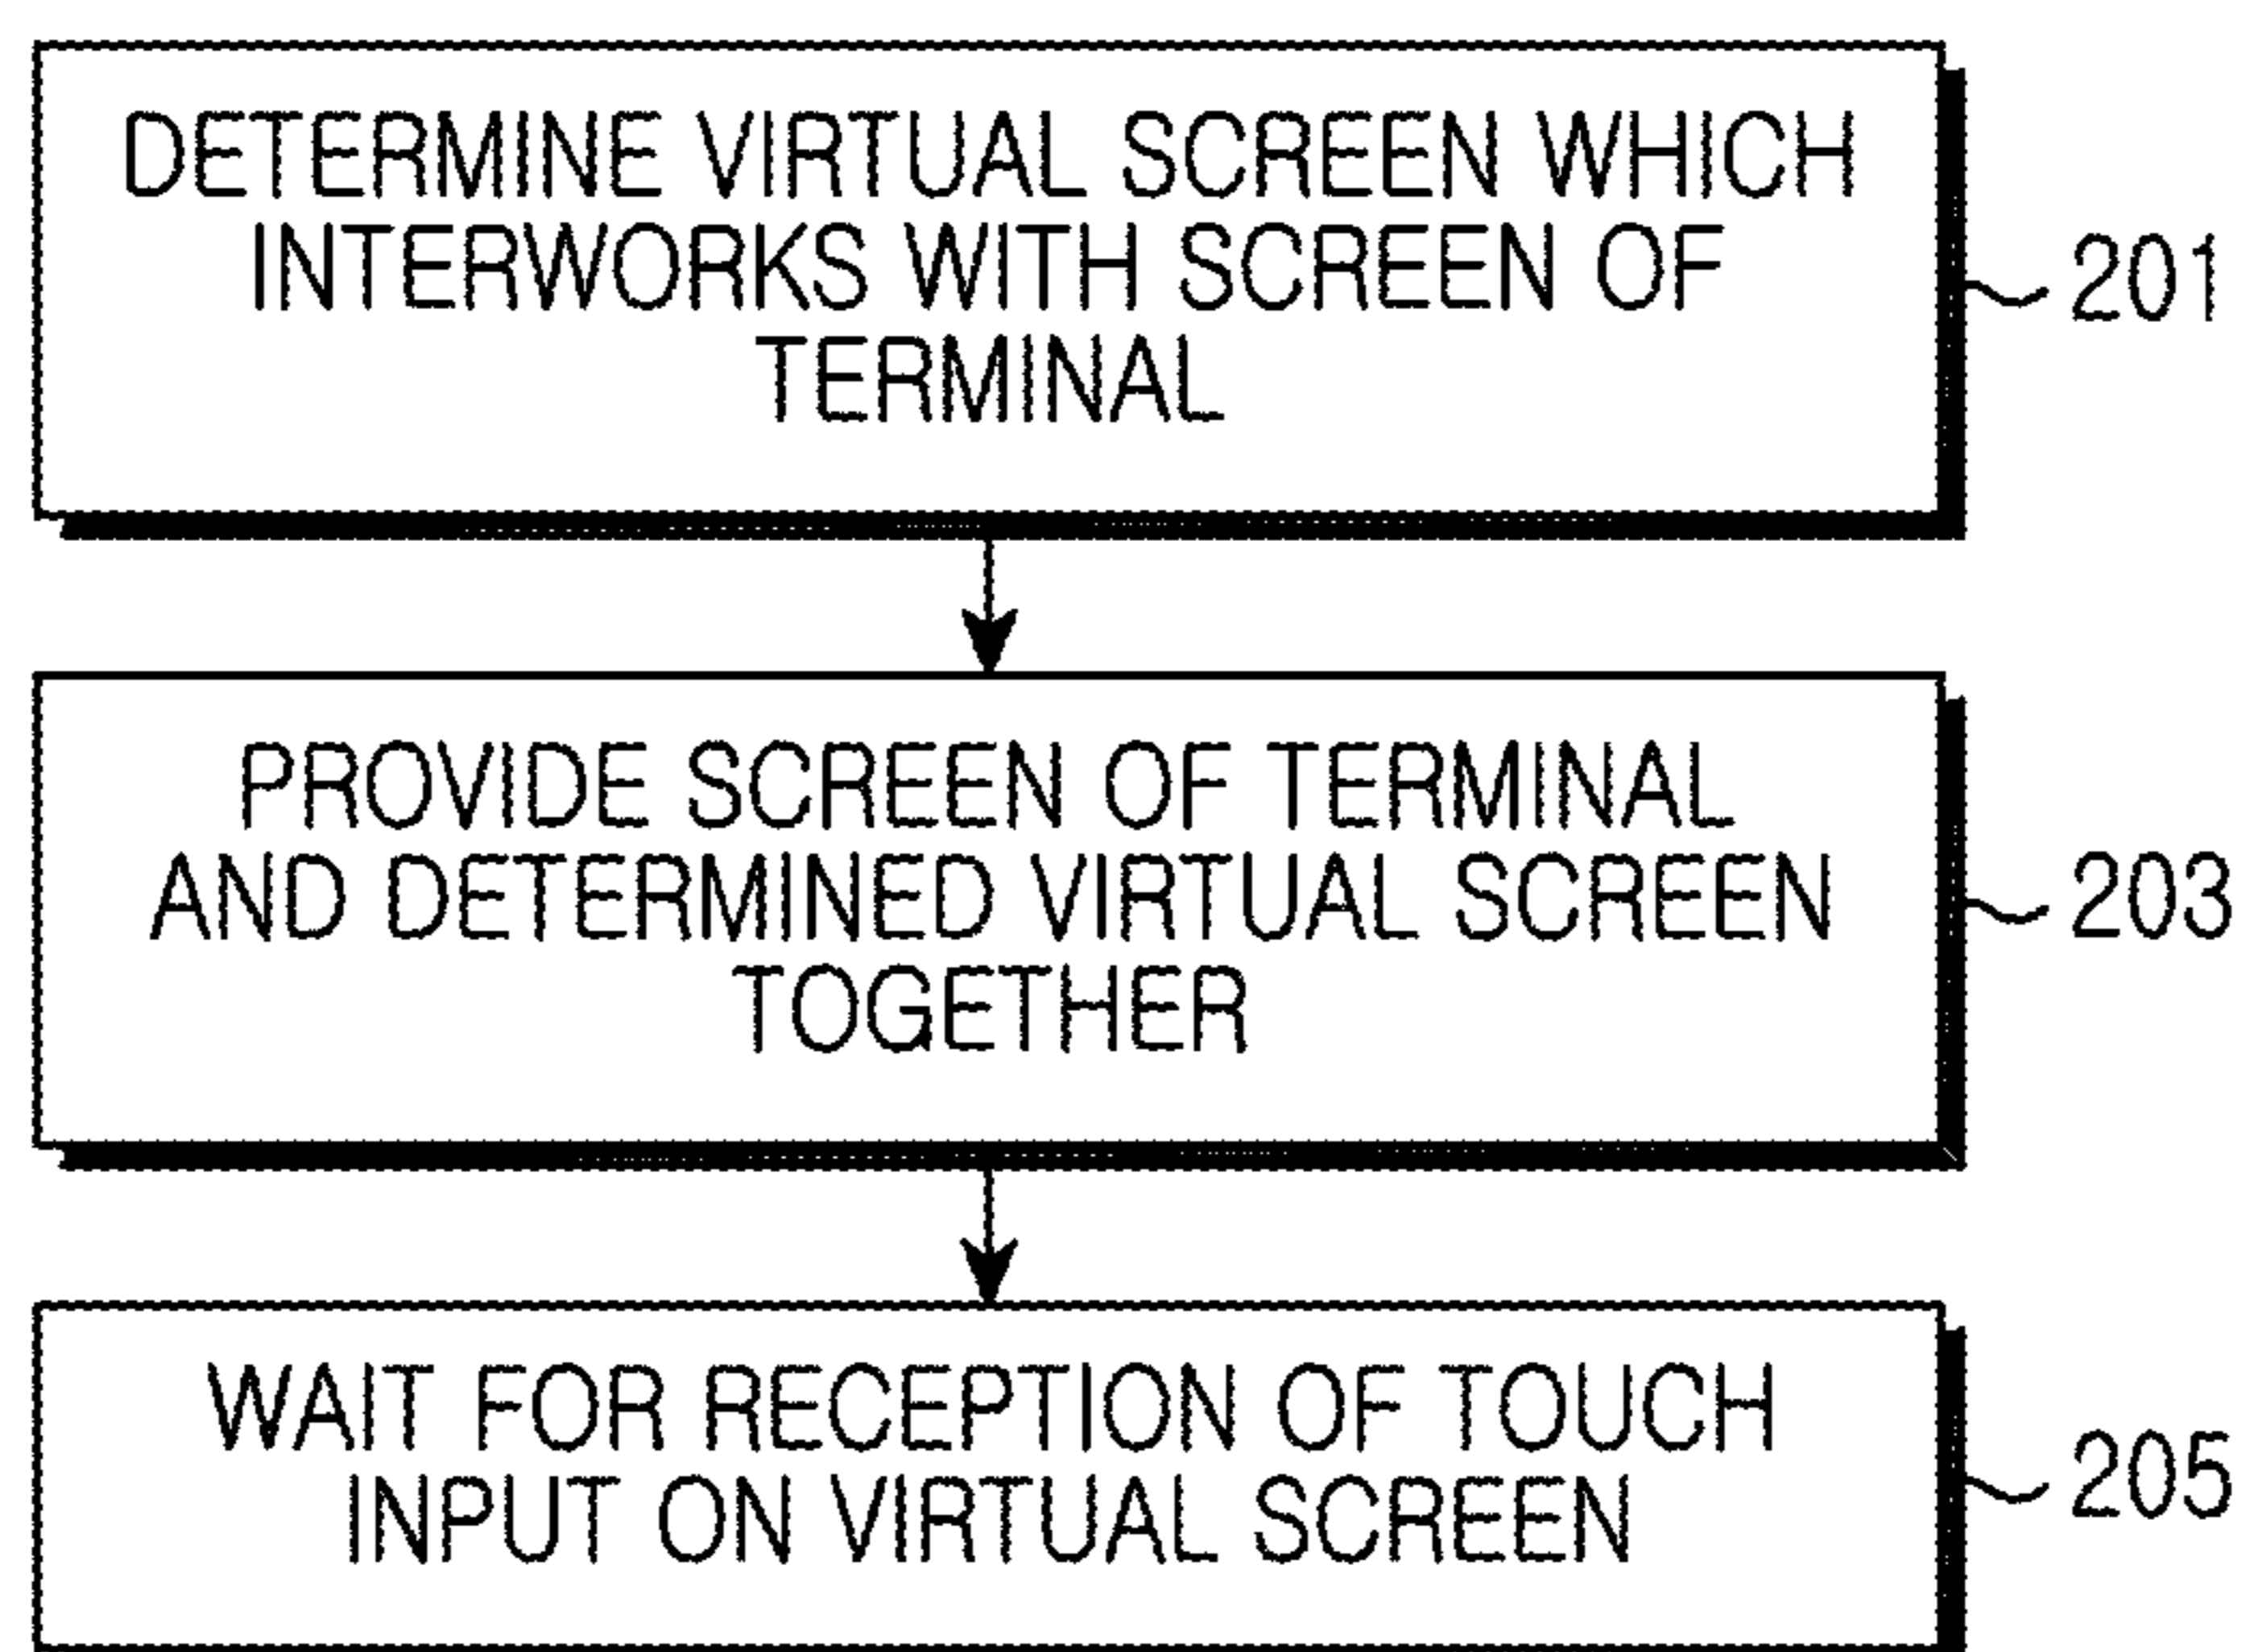 DETERMINE VIRTUAL SCREEN WHICH
INTERWORKS WITH SCREEN OF
TERMINAL
201
PROVIDE SCREEN OF TERMINAL
AND DETERMINED VIRTUAL SCREEN
TOGETHER
203
WAIT FOR RECEPTION OF TOUCH
INPUT ON VIRTUAL SCREEN
205